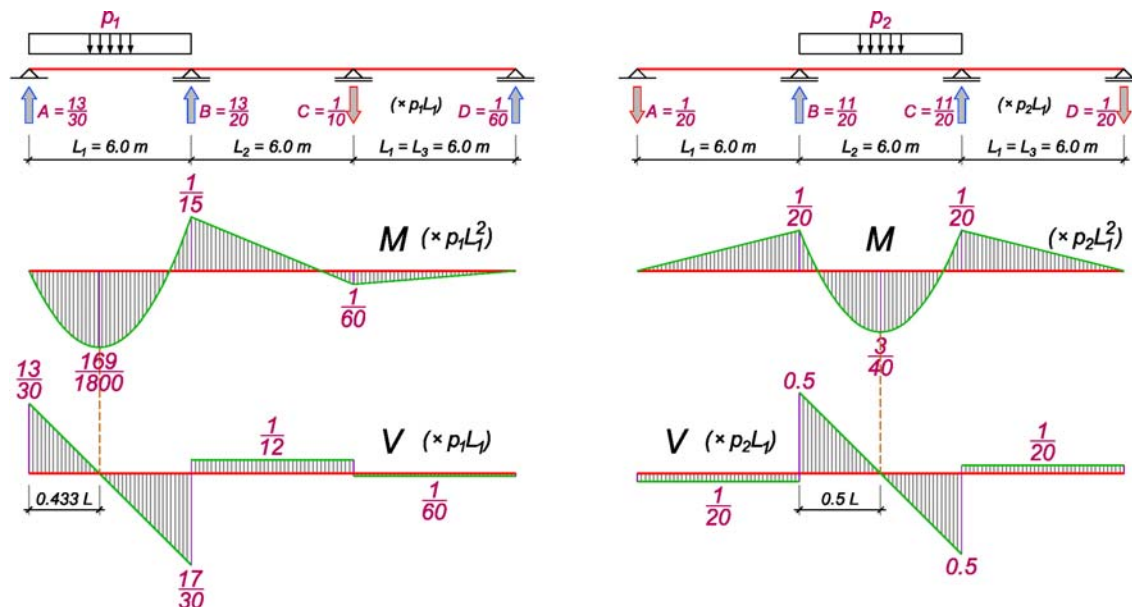 p₁
A = 13/30
B = 13/20
C = 1/10
(× p₁L₁)
D = 1/60
L₁ = 6.0 m
L₂ = 6.0 m
L₁ = L₃ = 6.0 m
1/15
M (× p₁L₁²)
1/60
169/1800
13/30
1/12
V (× p₁L₁)
1/60
0.433 L
17/30
p₂
A = 1/20
B = 11/20
C = 11/20
(× p₂L₁)
D = 1/20
L₁ = 6.0 m
L₂ = 6.0 m
L₁ = L₃ = 6.0 m
1/20
1/20
M (× p₂L₁²)
3/40
0.5
V (× p₂L₁)
1/20
1/20
0.5 L
0.5